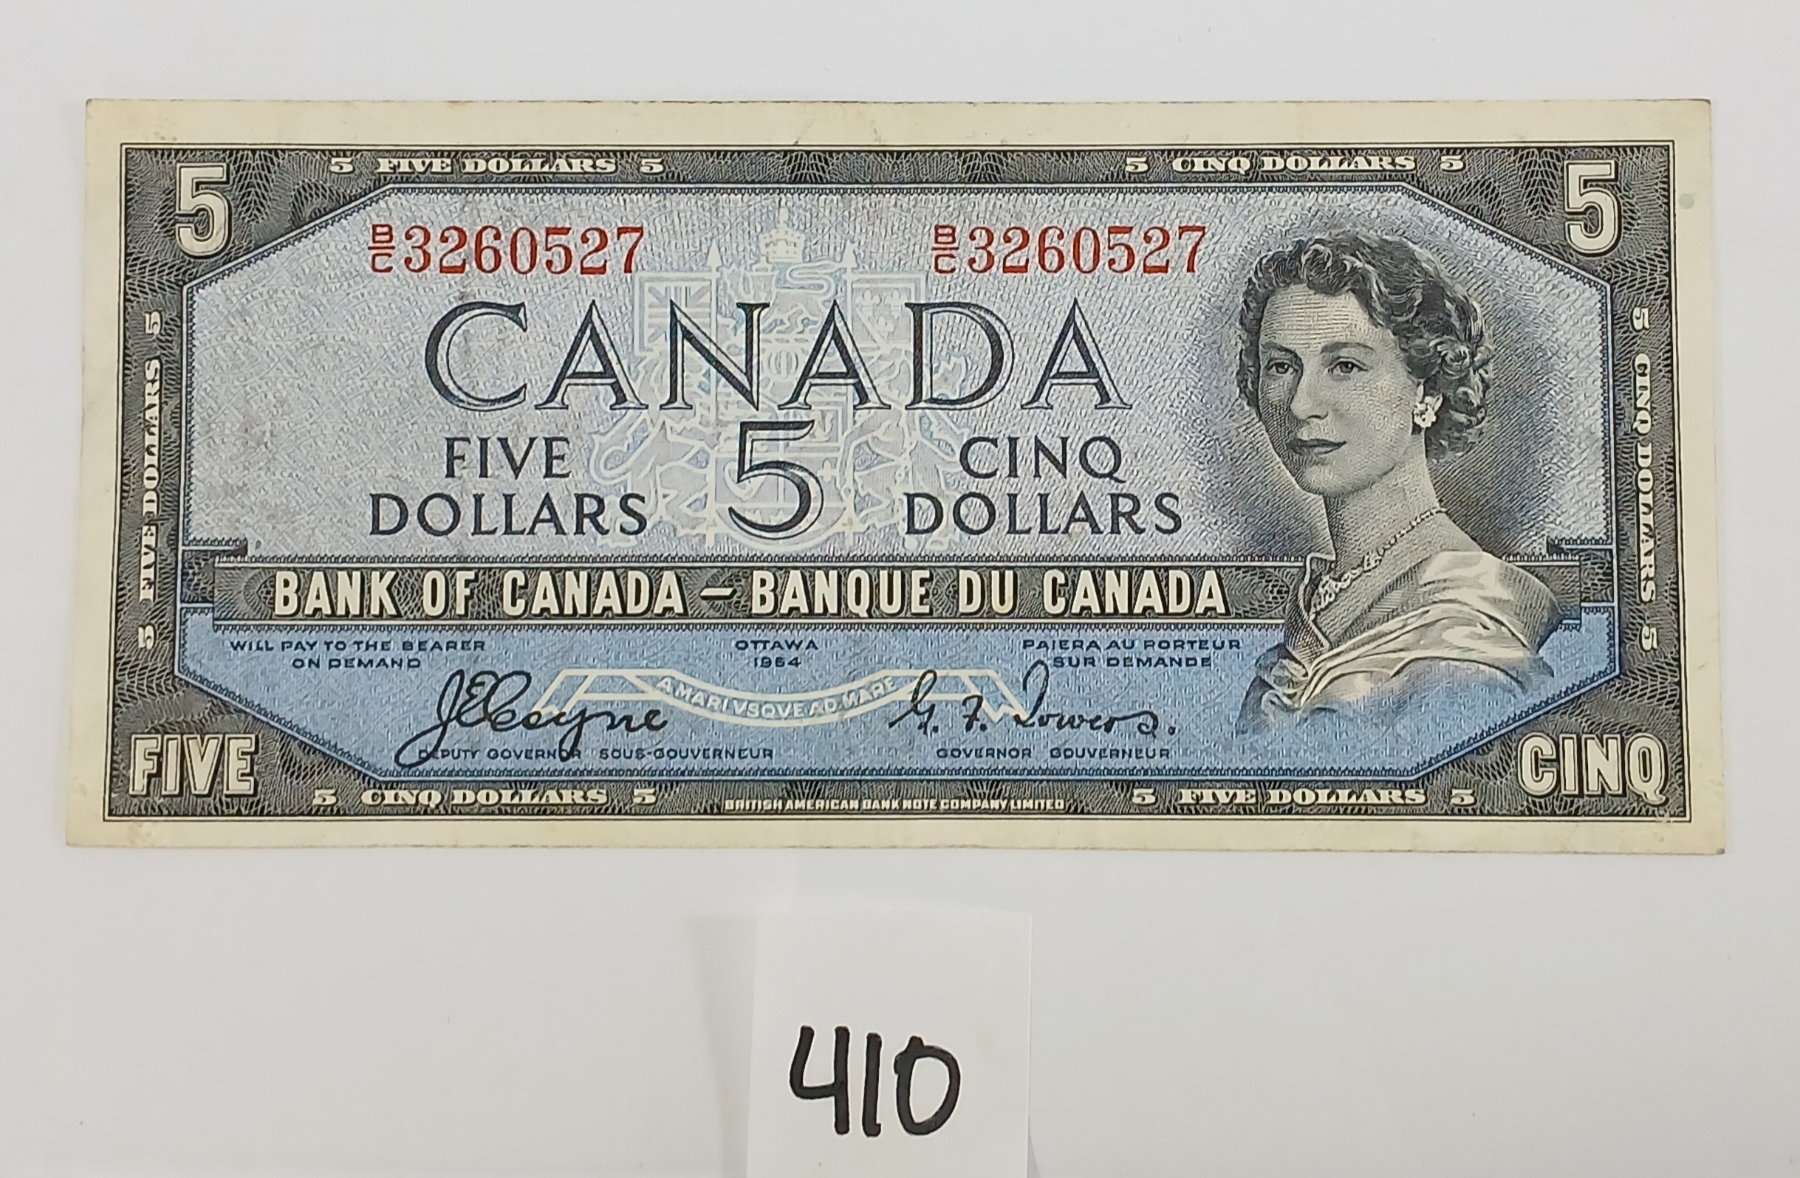 5 FIVE DOLLARS 5 5 CINQ DOLLARS 5
5 5
B/C 3260527 B/C 3260527
CANADA
FIVE DOLLARS 5 CINQ DOLLARS
5 FIVE DOLLARS 5
5 CINQ DOLLARS 5
BANK OF CANADA – BANQUE DU CANADA
WILL PAY TO THE BEARER ON DEMAND
OTTAWA
1954
PAIERA AU PORTEUR SUR DEMANDE
A MARI VSQVE AD MARE
J E Coyne
G. F. Towers.
DEPUTY GOVERNOR SOUS-GOUVERNEUR
GOVERNOR GOUVERNEUR
FIVE CINQ
5 CINQ DOLLARS 5 BRITISH AMERICAN BANK NOTE COMPANY LIMITED 5 FIVE DOLLARS 5
410